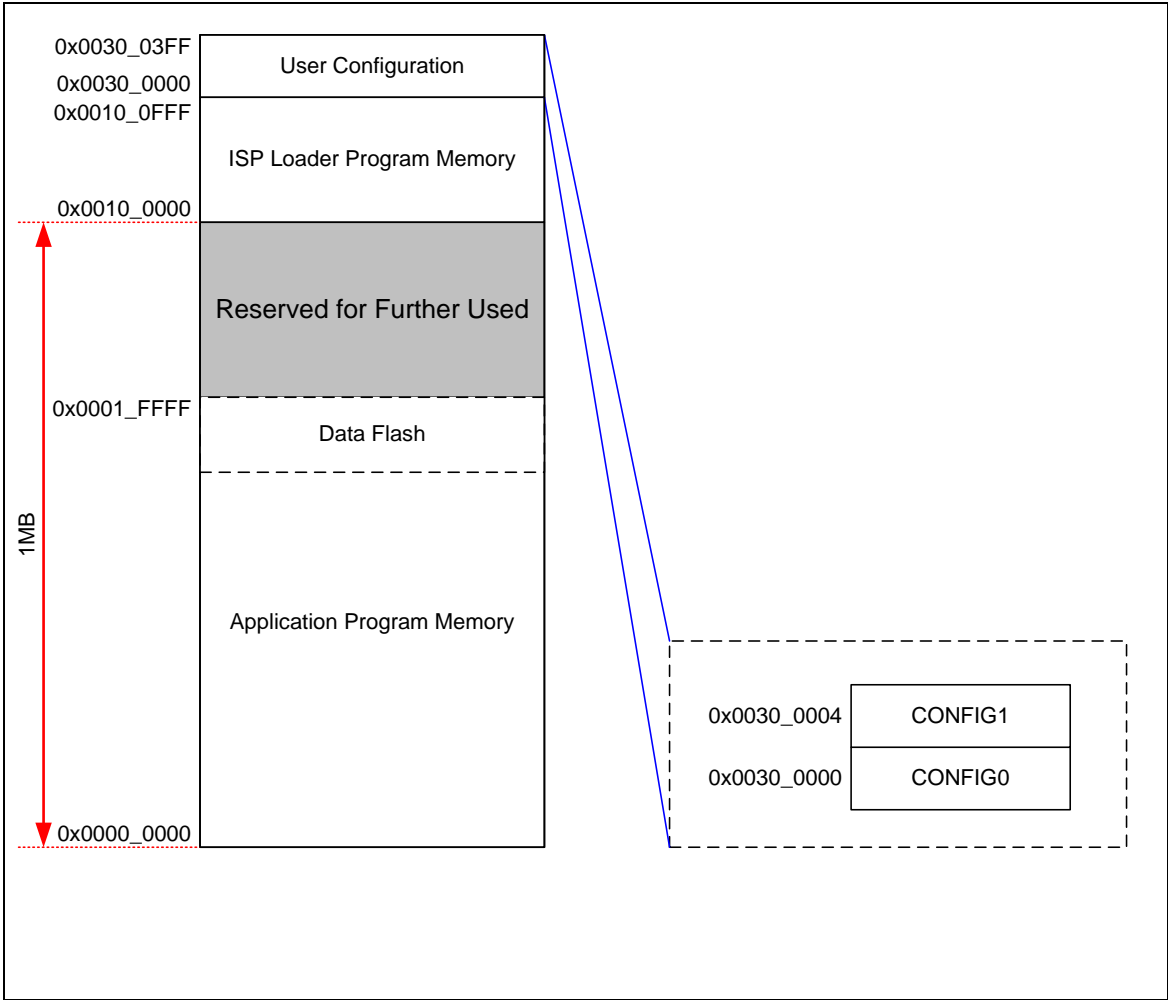 0x0030_03FF
User Configuration
0x0030_0000
0x0010_0FFF
ISP Loader Program Memory
0x0010_0000
Reserved for Further Used
0x0001_FFFF
Data Flash
1MB
Application Program Memory
0x0000_0000
0x0030_0004 CONFIG1
0x0030_0000 CONFIG0